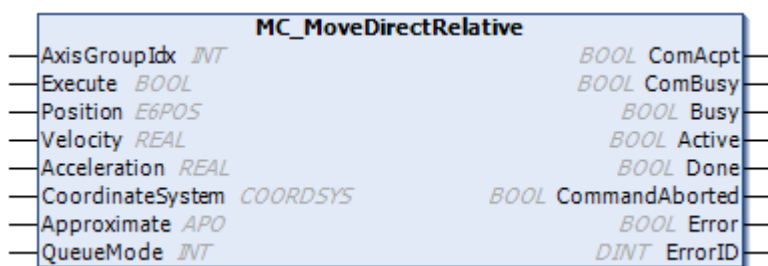 MC_MoveDirectRelative
AxisGroupIdx INT BOOL ComAcpt
Execute BOOL BOOL ComBusy
Position E6POS BOOL Busy
Velocity REAL BOOL Active
Acceleration REAL BOOL Done
CoordinateSystem COORDSYS BOOL CommandAborted
Approximate APO BOOL Error
QueueMode INT DINT ErrorID